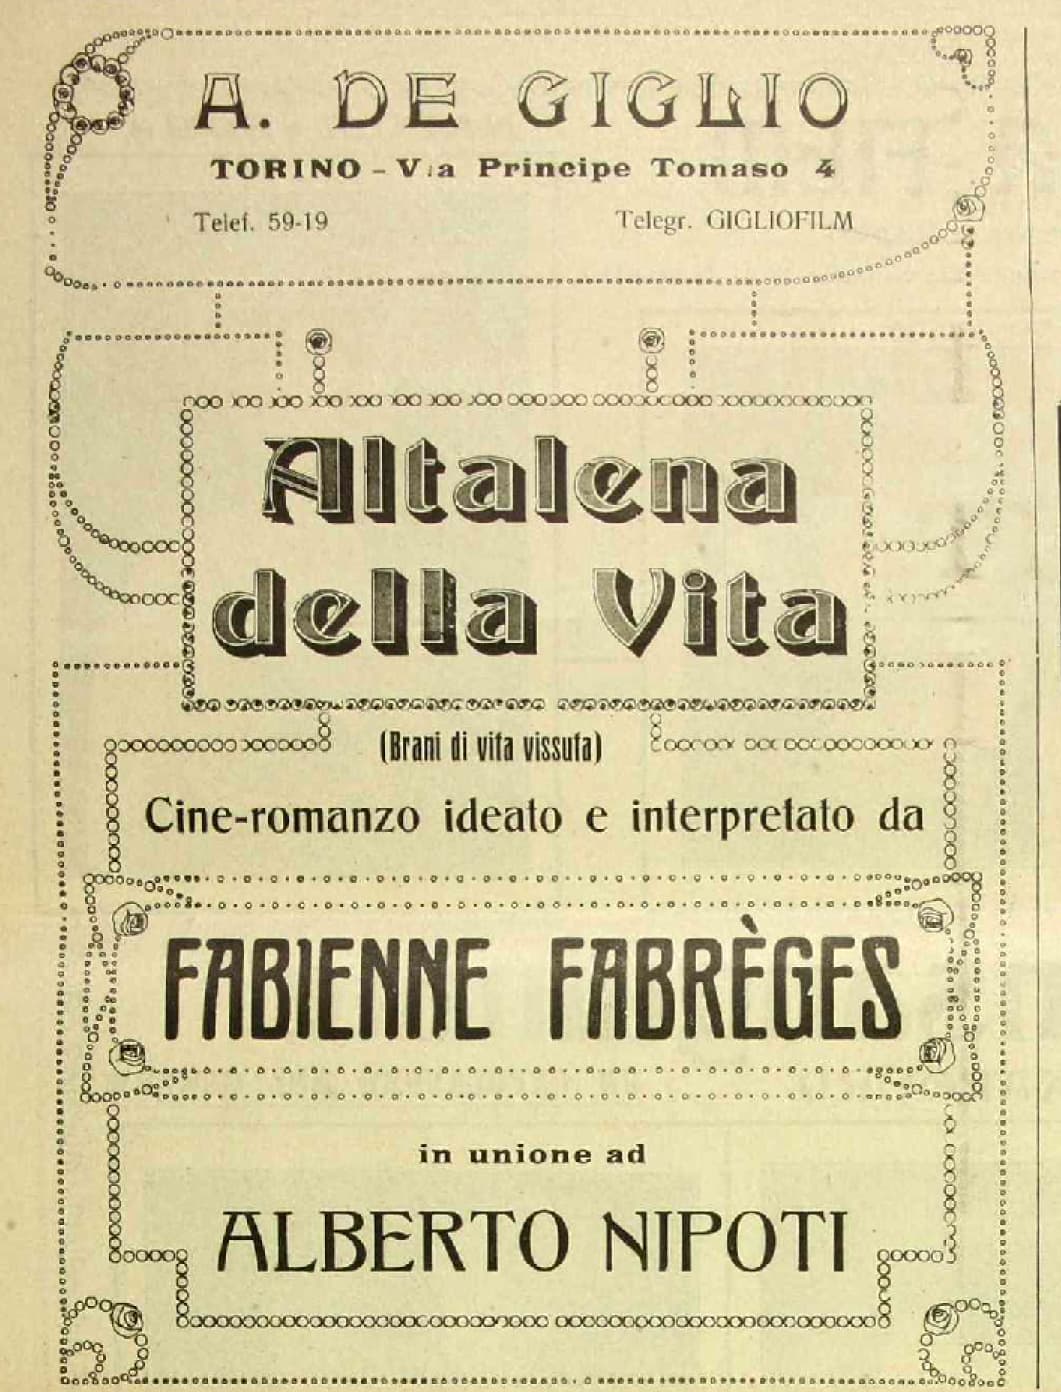 A. DE GIGLIO
TORINO - Via Principe Tomaso 4
Telef. 59-19 Telegr. GIGLIOFILM
Altalena
della Vita
(Brani di vita vissuta)
Cine-romanzo ideato e interpretato da
FABIENNE FABRÈGES
in unione ad
ALBERTO NIPOTI